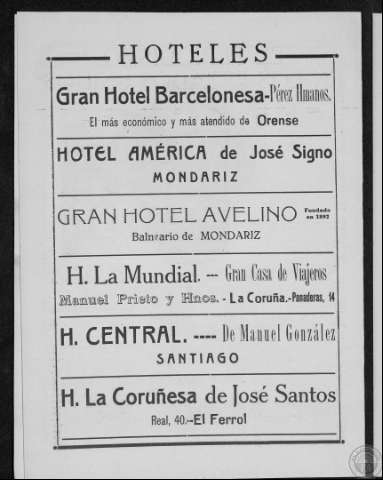 HOTELES
Gran Hotel Barcelonesa-Pérez Hmanos.
El más económico y más atendido de Orense
HOTEL AMÉRICA de José Signo
MONDARIZ
GRAN HOTEL AVELINO Fundado en 1892
Balneario de MONDARIZ
H. La Mundial. --- Gran Casa de Viajeros
Manuel Prieto y Hnos. - La Coruña.-Panaderas, 14
H. CENTRAL. ---- De Manuel González
SANTIAGO
H. La Coruñesa de José Santos
Real, 40.-El Ferrol